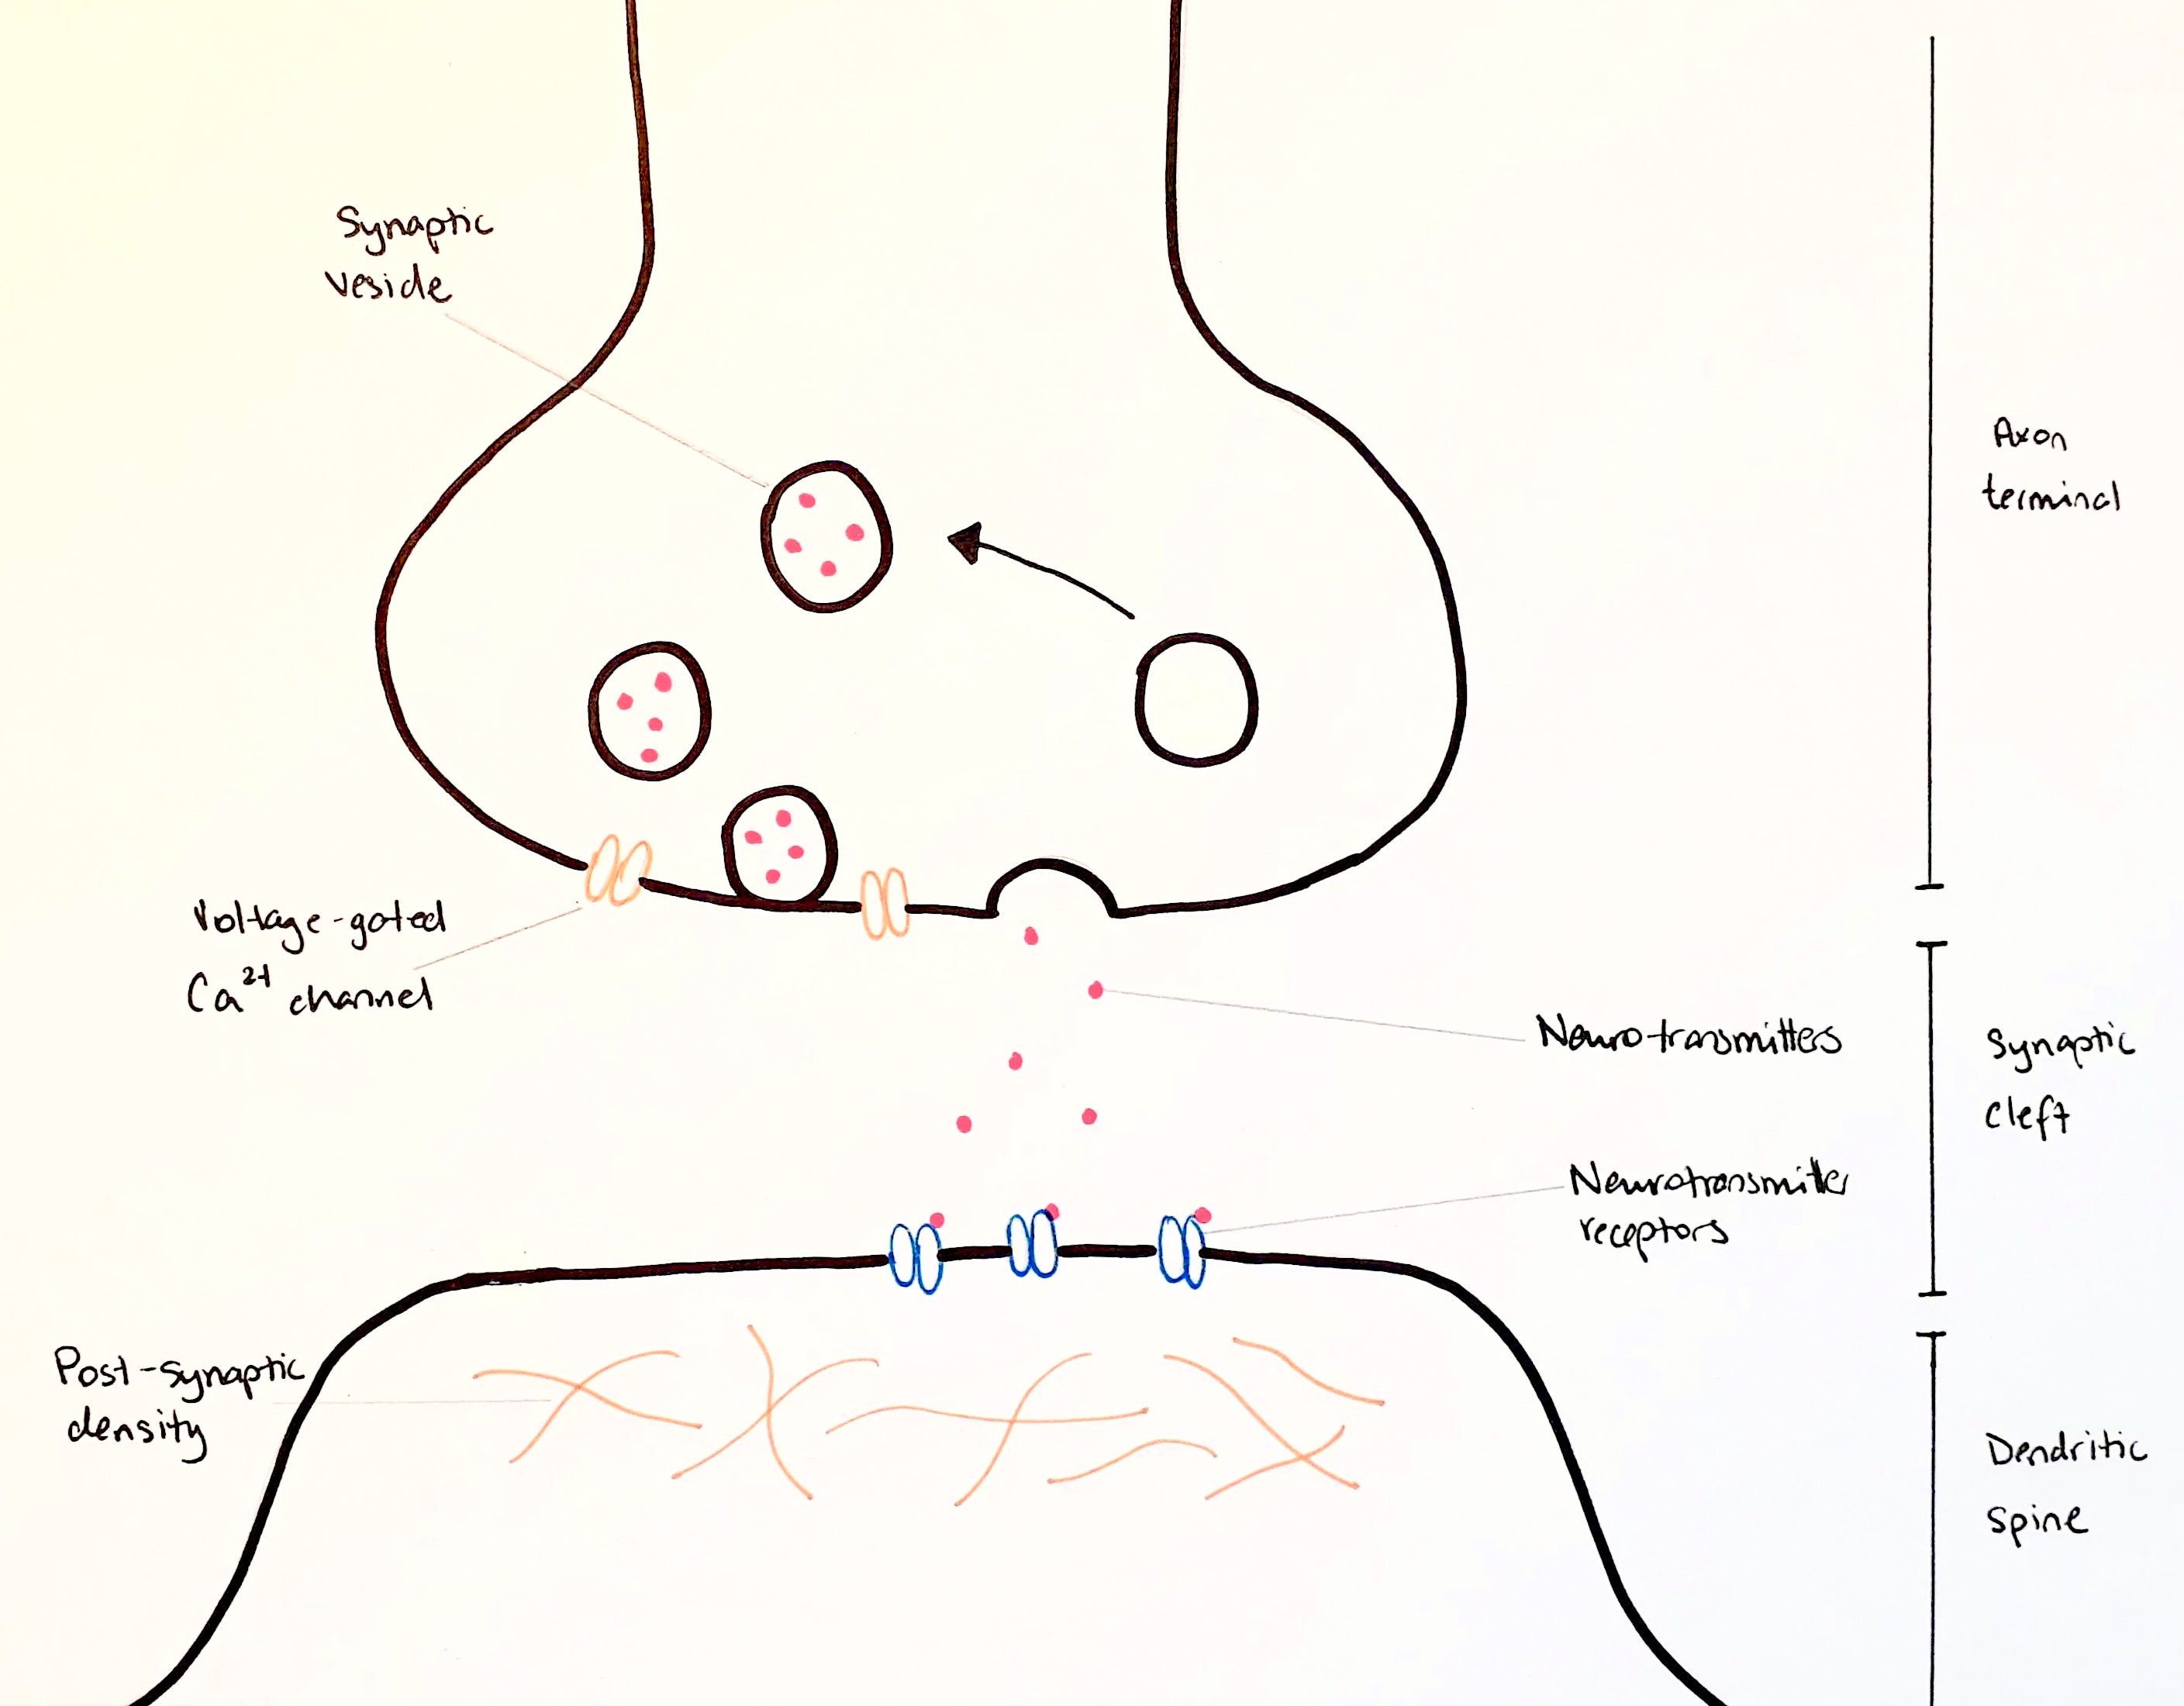 Synaptic
vesicle
Axon
terminal
Voltage-gated
Ca²⁺ channel
Neurotransmitters
Synaptic
cleft
Neurotransmitter
receptors
Post-synaptic
density
Dendritic
spine